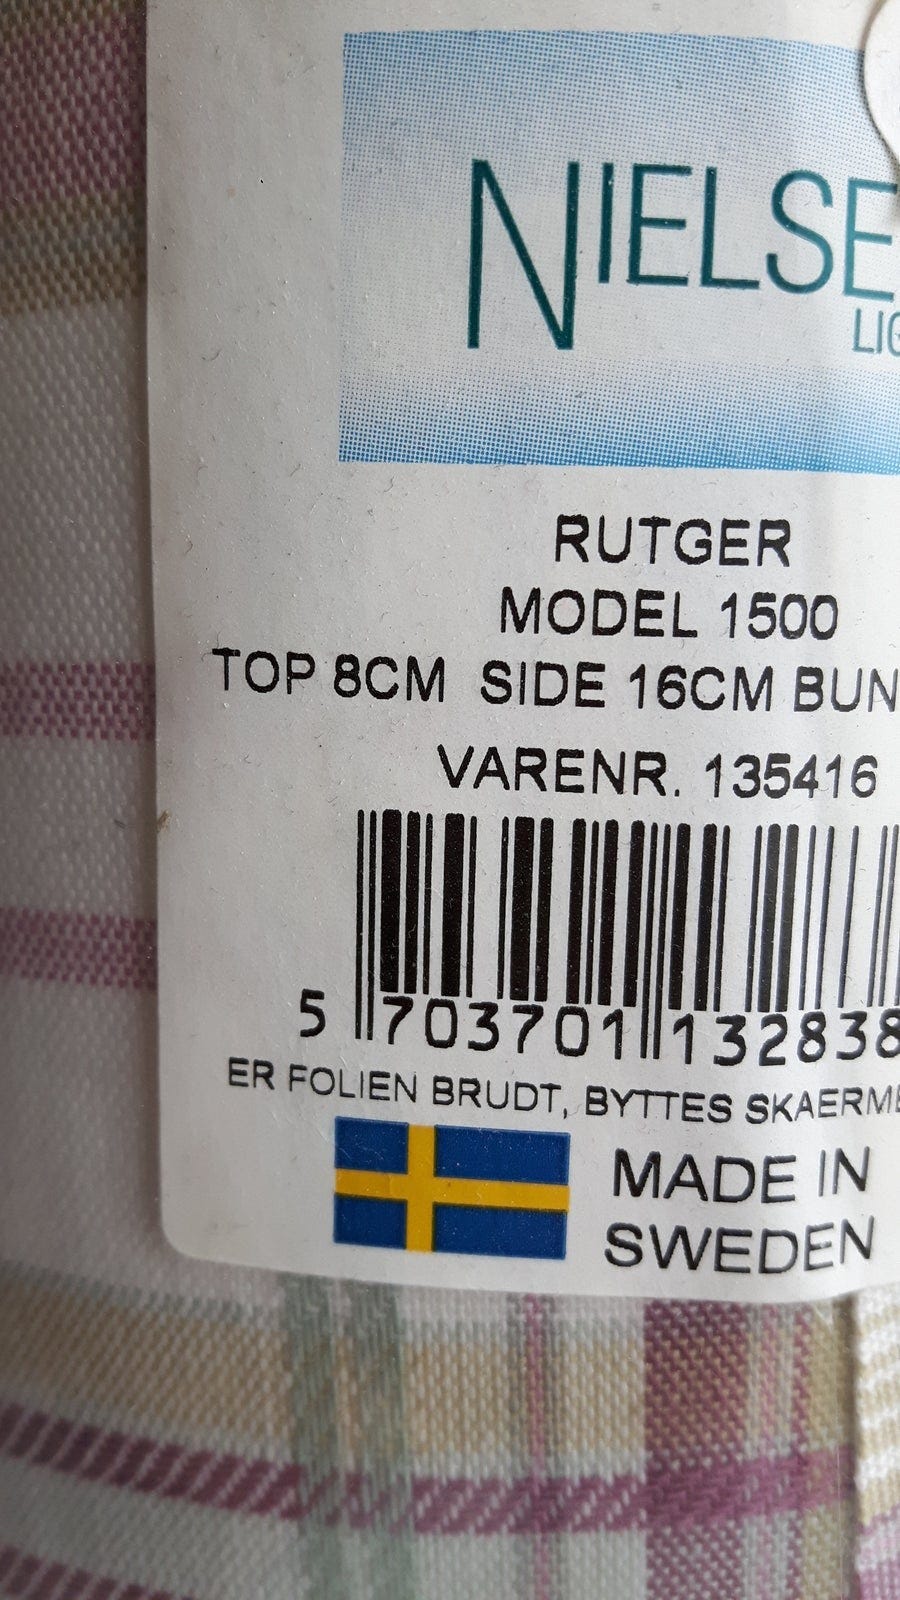 NIELSE
LIG
RUTGER
MODEL 1500
TOP 8CM SIDE 16CM BUN
VARENR. 135416
5 703701 132838
ER FOLIEN BRUDT, BYTTES SKAERME
MADE IN
SWEDEN